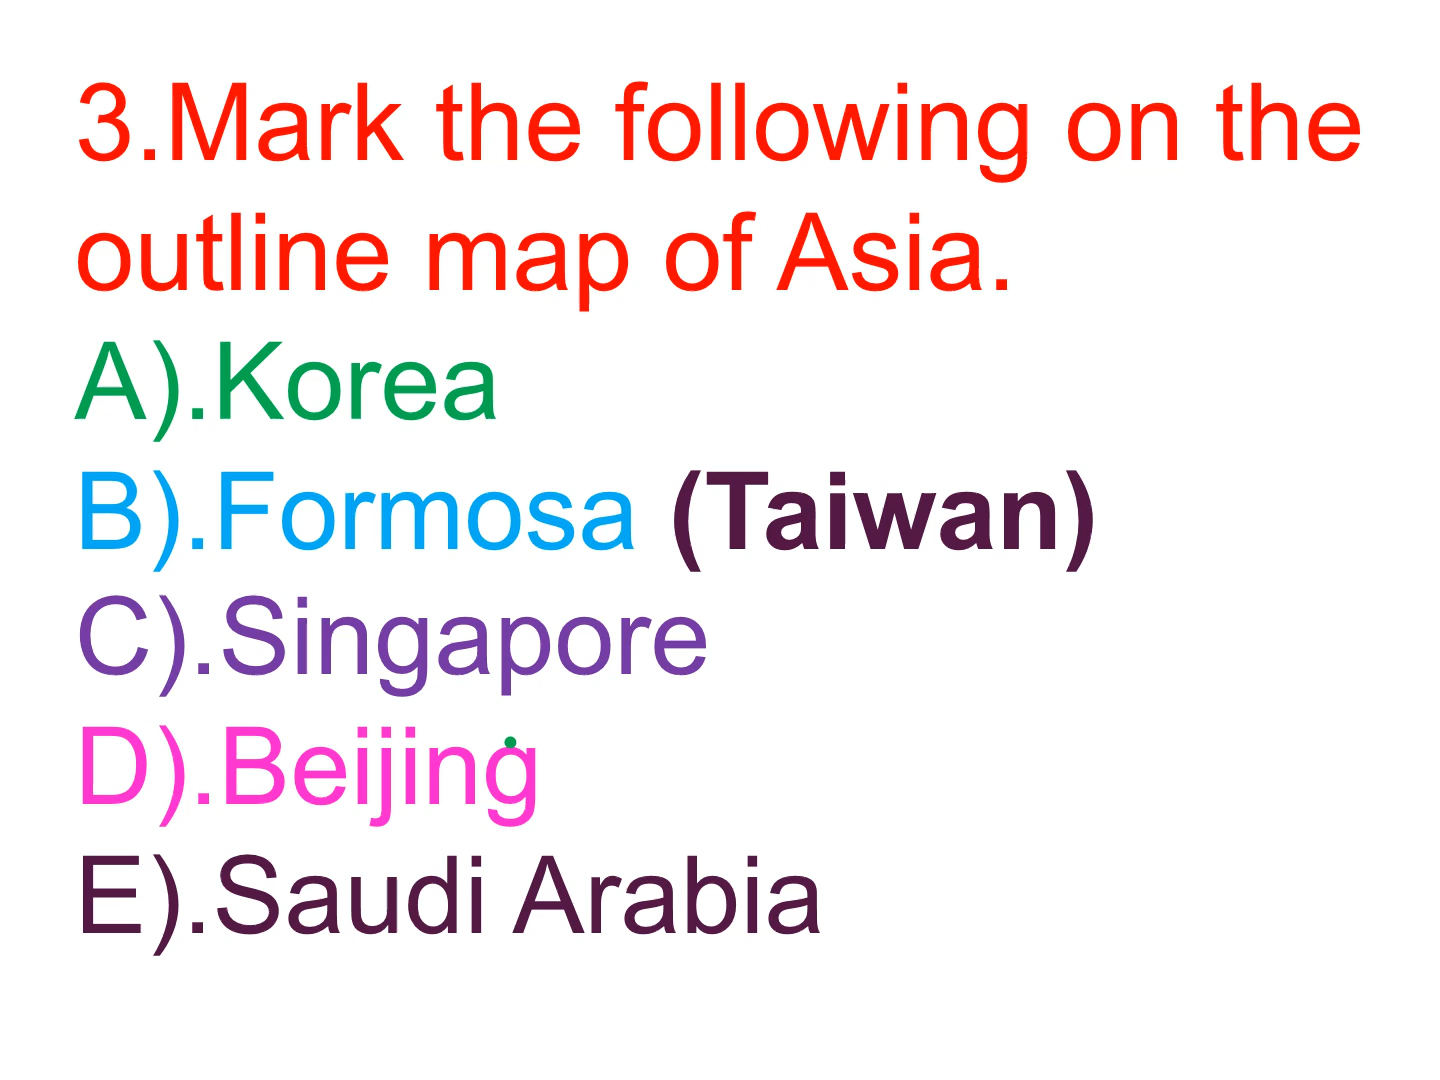 3.Mark the following on the
outline map of Asia.
A).Korea
B).Formosa (Taiwan)
C).Singapore
D).Beijing
E).Saudi Arabia